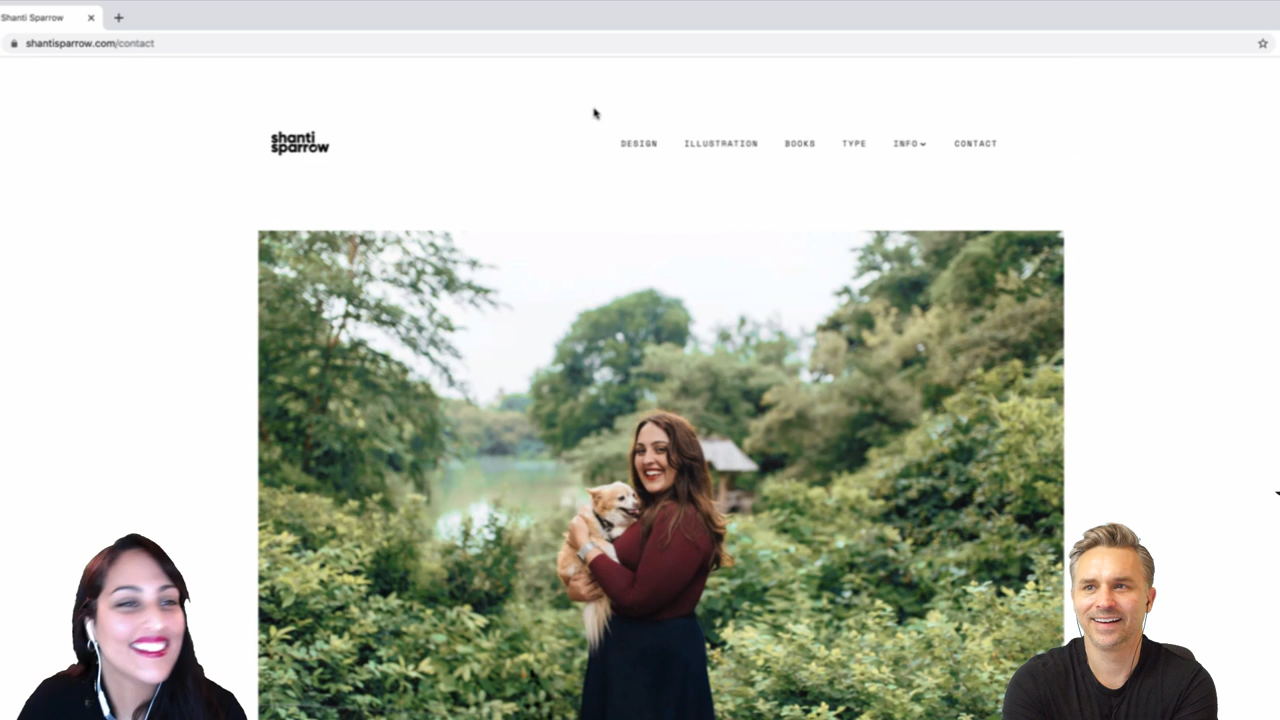 Shanti Sparrow
shantisparrow.com/contact
shanti
sparrow
DESIGN ILLUSTRATION BOOKS TYPE INFO CONTACT